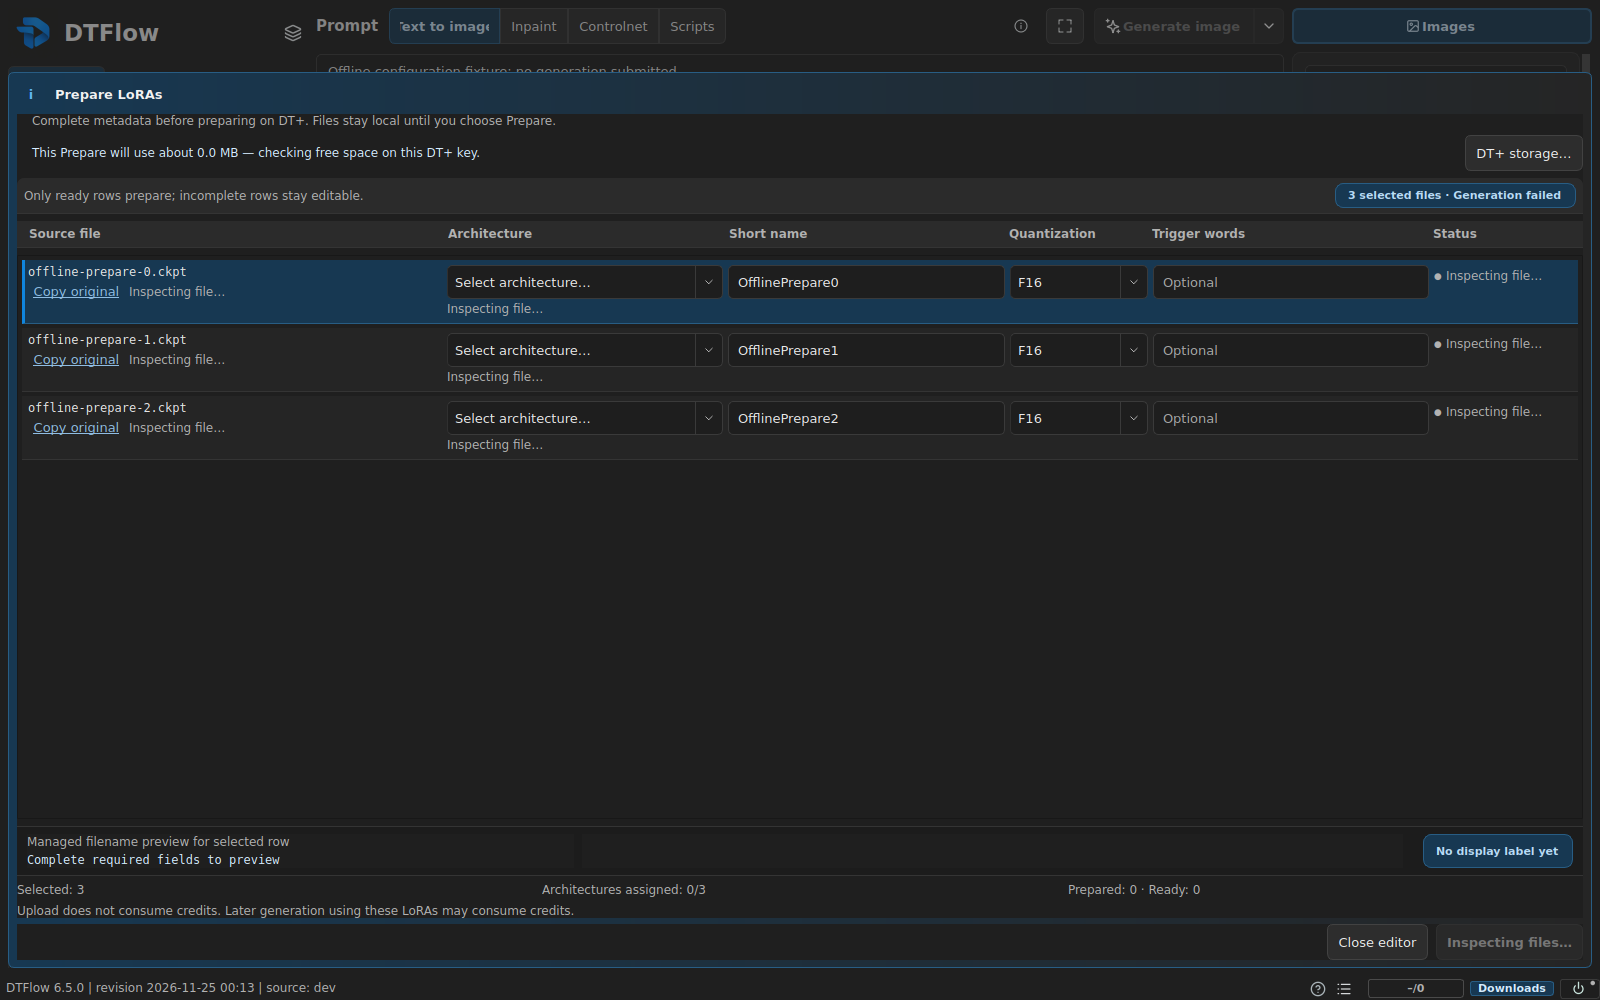 DTFlow
Prompt
Text to image
Inpaint
Controlnet
Scripts
Generate image
Images
Offline configuration fixture: no generation submitted
i Prepare LoRAs
Complete metadata before preparing on DT+. Files stay local until you choose Prepare.
This Prepare will use about 0.0 MB — checking free space on this DT+ key.
DT+ storage...
Only ready rows prepare; incomplete rows stay editable.
3 selected files · Generation failed
Source file Architecture Short name Quantization Trigger words Status
offline-prepare-0.ckpt
Copy original Inspecting file...
Select architecture...
Inspecting file...
OfflinePrepare0
F16
Optional
● Inspecting file...
offline-prepare-1.ckpt
Copy original Inspecting file...
Select architecture...
Inspecting file...
OfflinePrepare1
F16
Optional
● Inspecting file...
offline-prepare-2.ckpt
Copy original Inspecting file...
Select architecture...
Inspecting file...
OfflinePrepare2
F16
Optional
● Inspecting file...
Managed filename preview for selected row
Complete required fields to preview
No display label yet
Selected: 3
Architectures assigned: 0/3
Prepared: 0 · Ready: 0
Upload does not consume credits. Later generation using these LoRAs may consume credits.
Close editor
Inspecting files...
DTFlow 6.5.0 | revision 2026-11-25 00:13 | source: dev
-/0
Downloads